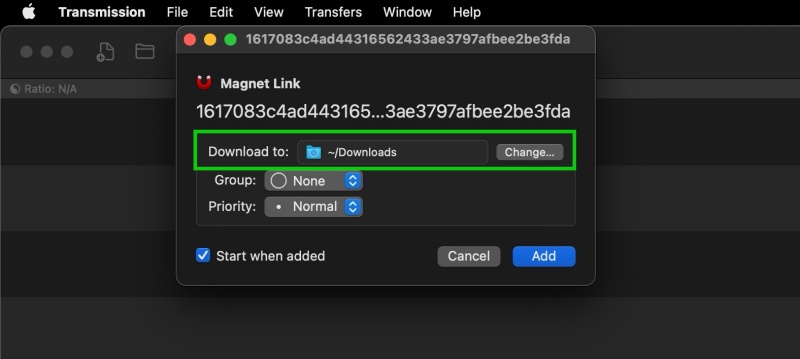 Transmission File Edit View Transfers Window Help
1617083c4ad44316562433ae3797afbee2be3fda
Ratio: N/A
Magnet Link
1617083c4ad443165...3ae3797afbee2be3fda
Download to: ~/Downloads Change...
Group: None
Priority: Normal
Start when added Cancel Add